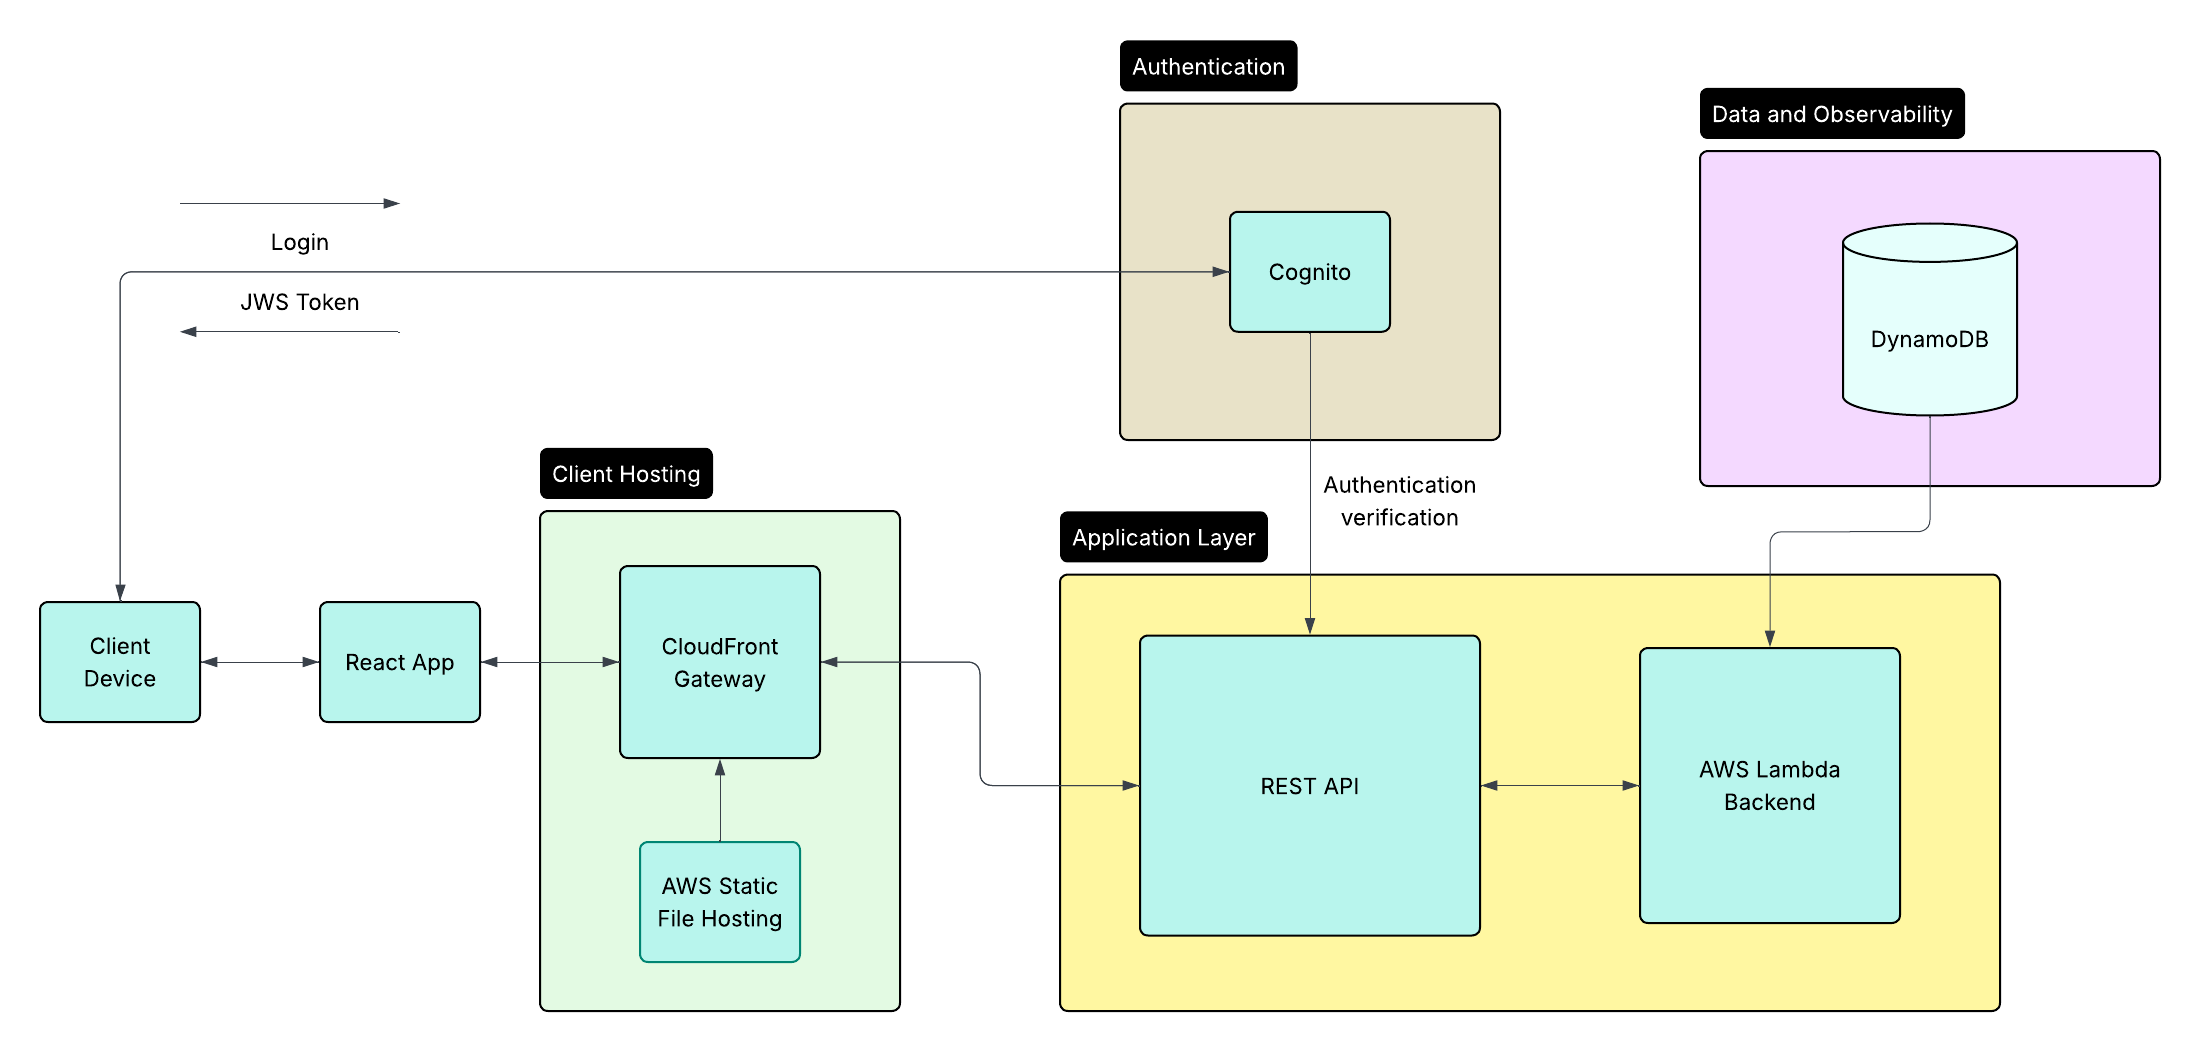 Authentication
Data and Observability
Login
Cognito
JWS Token
DynamoDB
Client Hosting
Authentication
verification
Application Layer
Client
Device
React App
CloudFront
Gateway
REST API
AWS Lambda
Backend
AWS Static
File Hosting